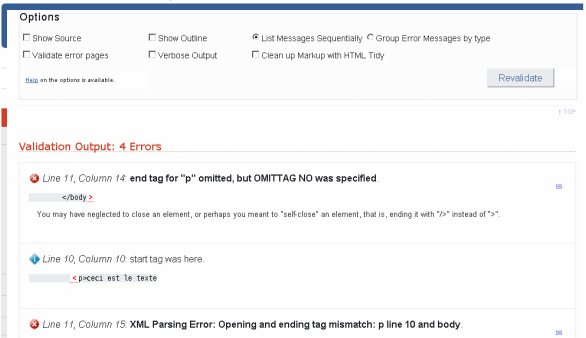 Options
Show Source Show Outline List Messages Sequentially Group Error Messages by type
Validate error pages Verbose Output Clean up Markup with HTML Tidy
Help on the options is available. Revalidate
↑ TOP
Validation Output: 4 Errors
Line 11, Column 14: end tag for "p" omitted, but OMITTAG NO was specified.
</body>
You may have neglected to close an element, or perhaps you meant to "self-close" an element, that is, ending it with "/>" instead of ">".
Line 10, Column 10: start tag was here.
<p>ceci est le texte
Line 11, Column 15: XML Parsing Error: Opening and ending tag mismatch: p line 10 and body.